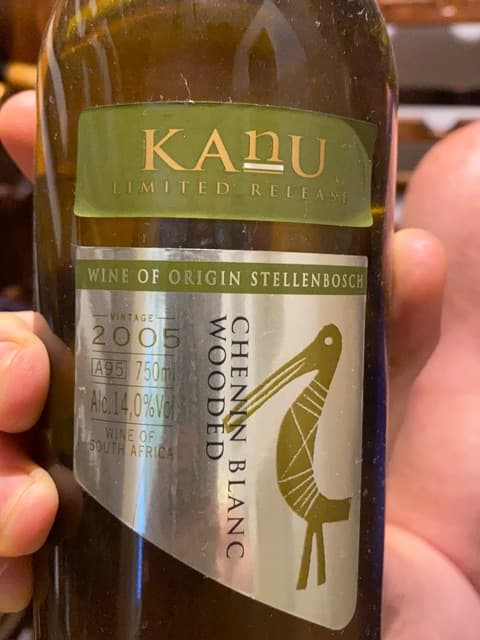 KAnU
LIMITED RELEASE
WINE OF ORIGIN STELLENBOSCH
VINTAGE
2005
A95 750ml
Alc.14,0%Vol
WINE OF
SOUTH AFRICA
CHENIN BLANC
WOODED